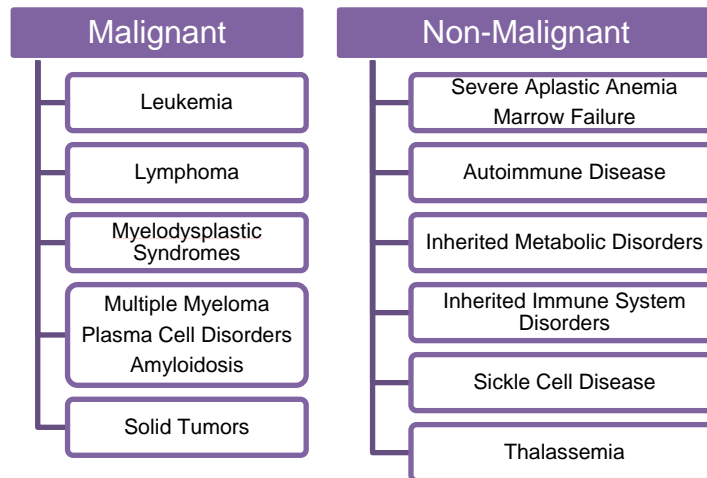 Malignant
Leukemia
Lymphoma
Myelodysplastic
Syndromes
Multiple Myeloma
Plasma Cell Disorders
Amyloidosis
Solid Tumors
Non-Malignant
Severe Aplastic Anemia
Marrow Failure
Autoimmune Disease
Inherited Metabolic Disorders
Inherited Immune System
Disorders
Sickle Cell Disease
Thalassemia